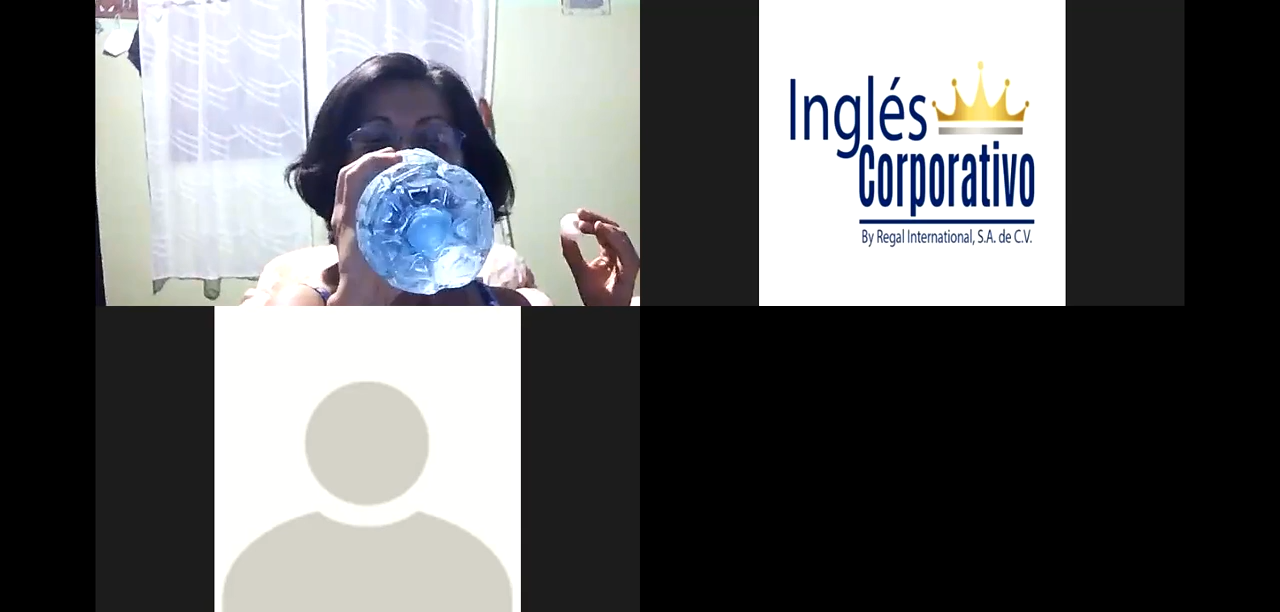 Inglés
Corporativo
By Regal International, S.A. de C.V.